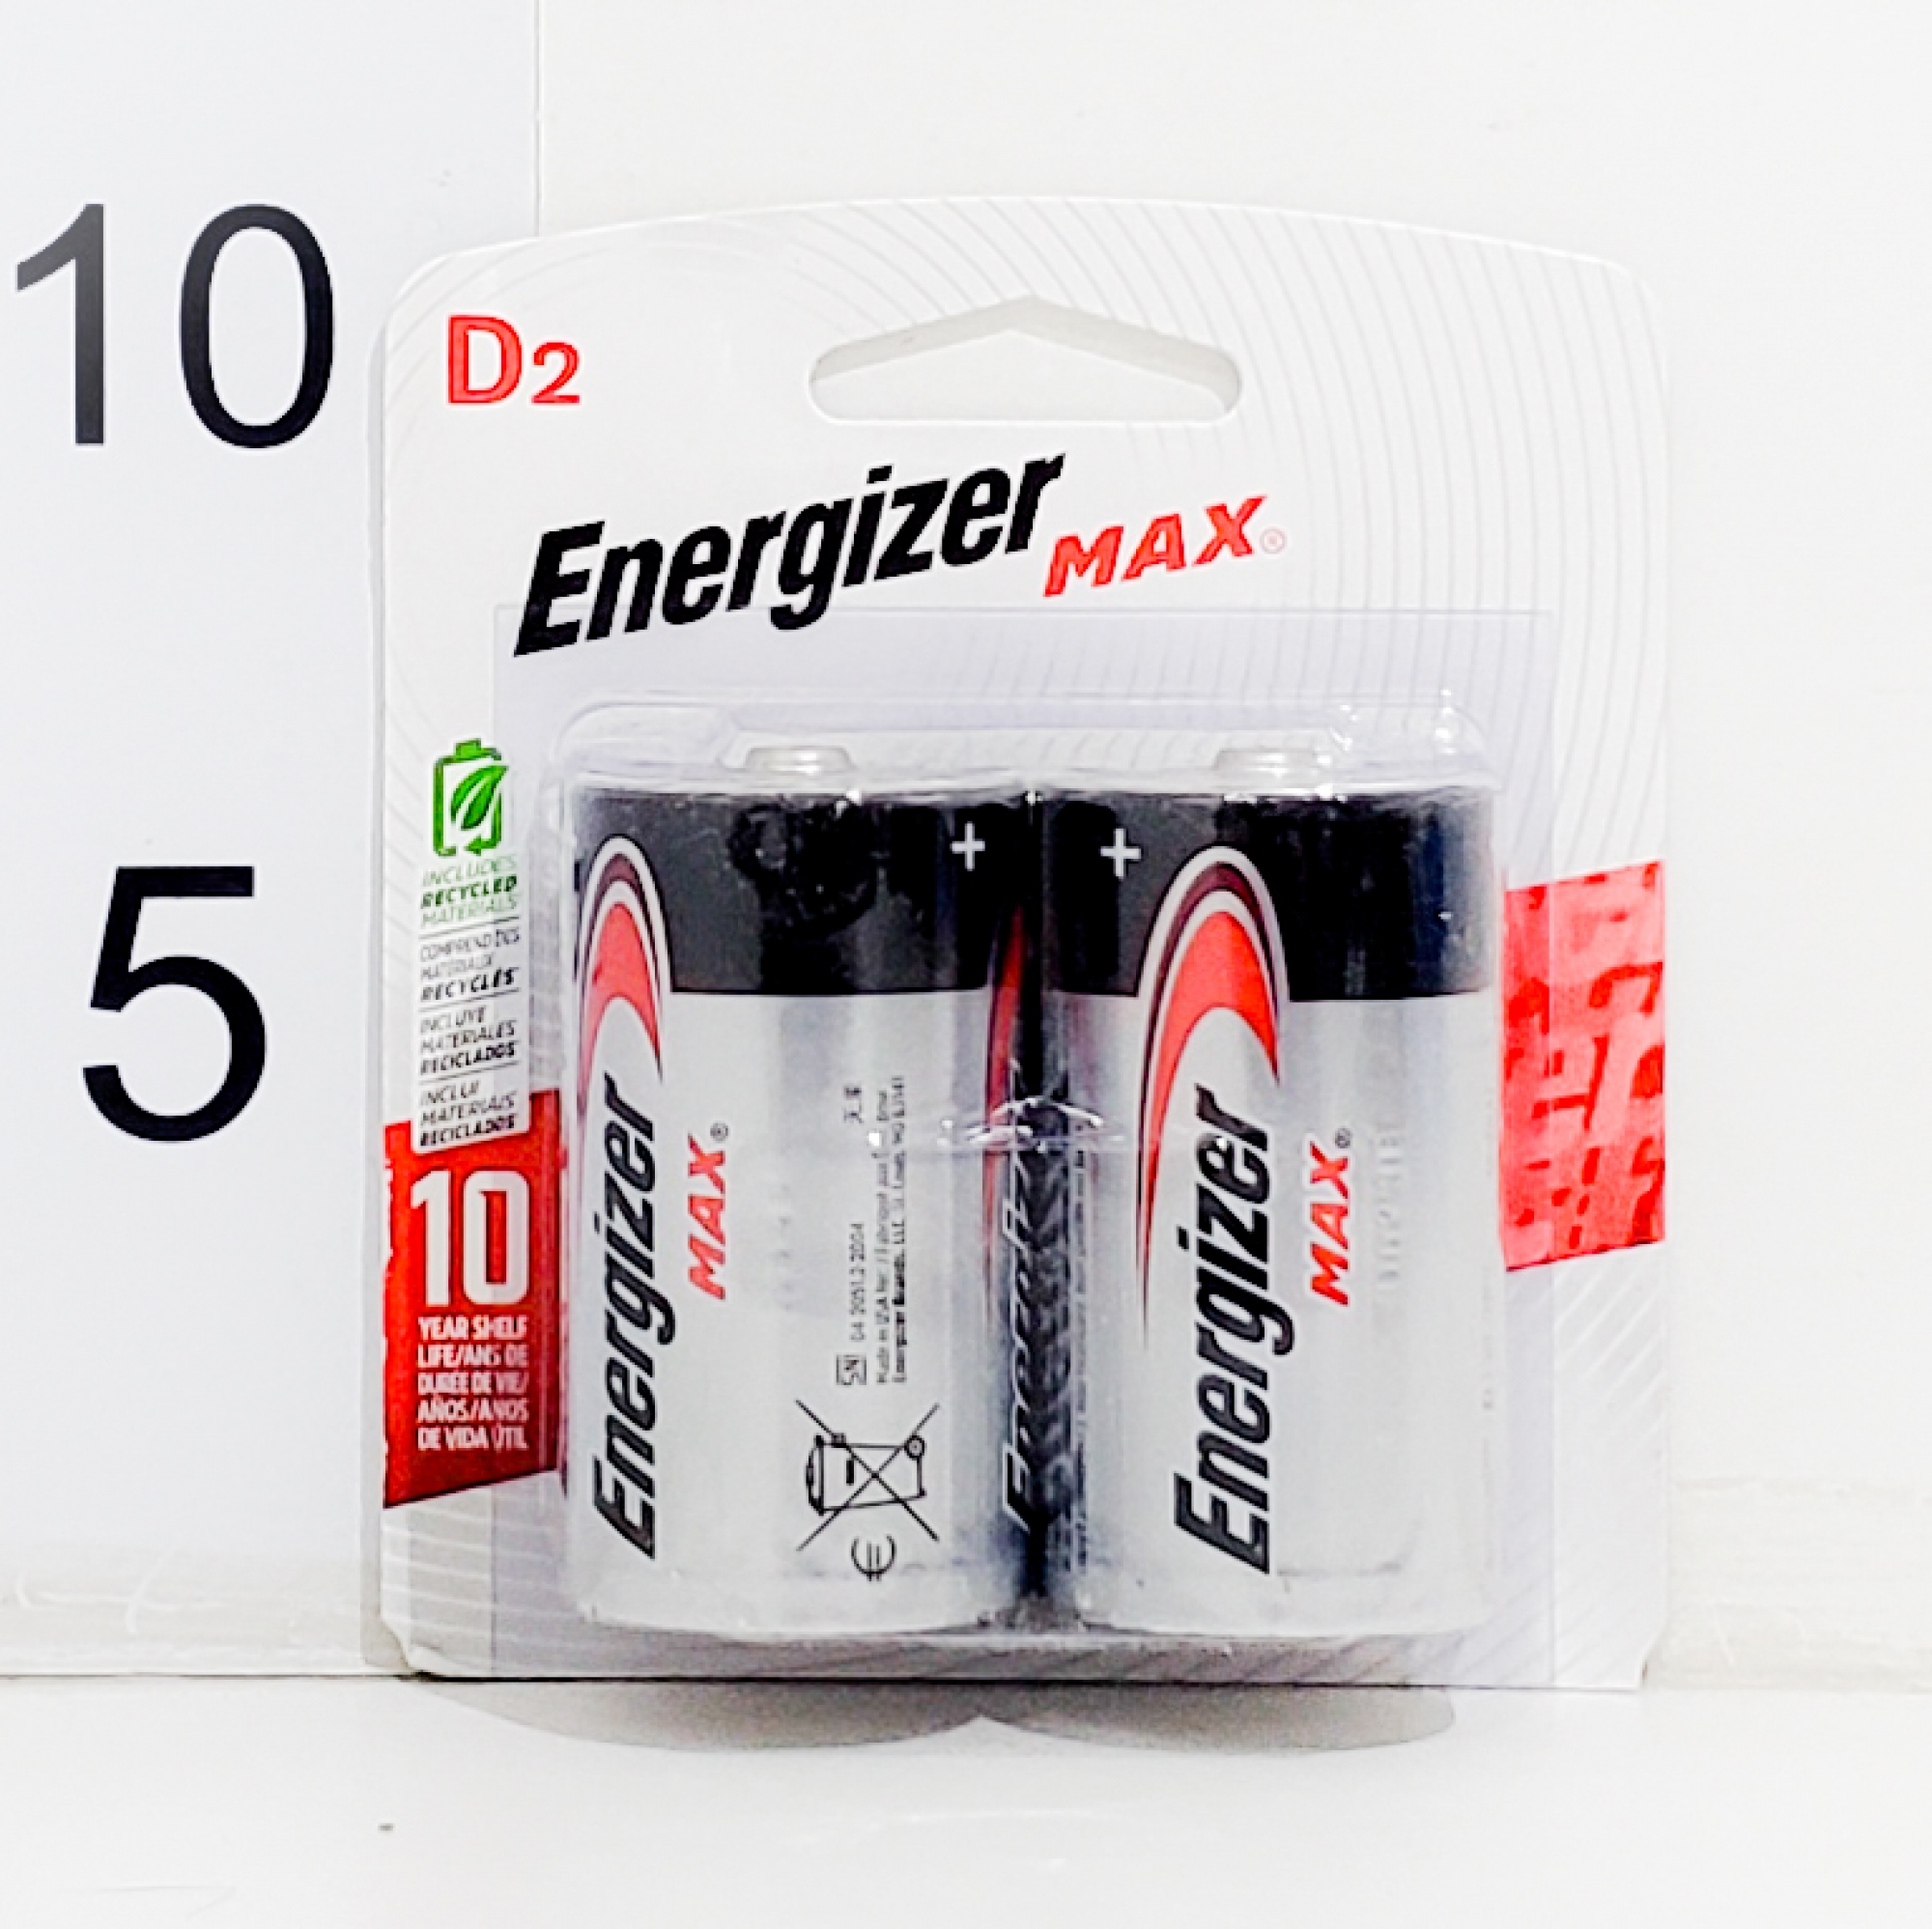 10
D2
Energizer MAX®
5
INCLUDES
RECYCLED
MATERIALS
COMPREND DES
MATÉRIAUX
RECYCLÉS
INCLUYE
MATERIALES
RECICLADOS
INCLUI
MATERIAIS
RECICLADOS
10
YEAR SHELF
LIFE/ANS DE
DURÉE DE VIE/
AÑOS/ANOS
DE VIDA ÚTIL
+
Energizer
MAX®
+
Energizer
MAX®